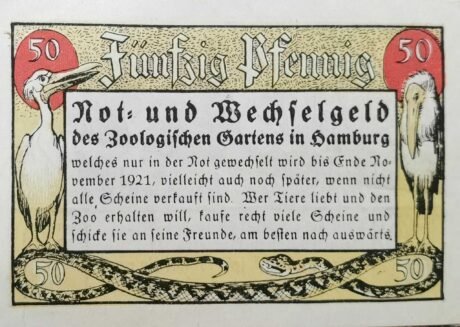 50 Fünfzig Pfennig 50
Not- und Wechselgeld
des Zoologischen Gartens in Hamburg
welches nur in der Not gewechselt wird bis Ende No-
vember 1921, vielleicht auch noch später, wenn nicht
alle Scheine verkauft sind. Wer Tiere liebt und den
Zoo erhalten will, kaufe recht viele Scheine und
schicke sie an seine Freunde, am besten nach auswärts.
50 50